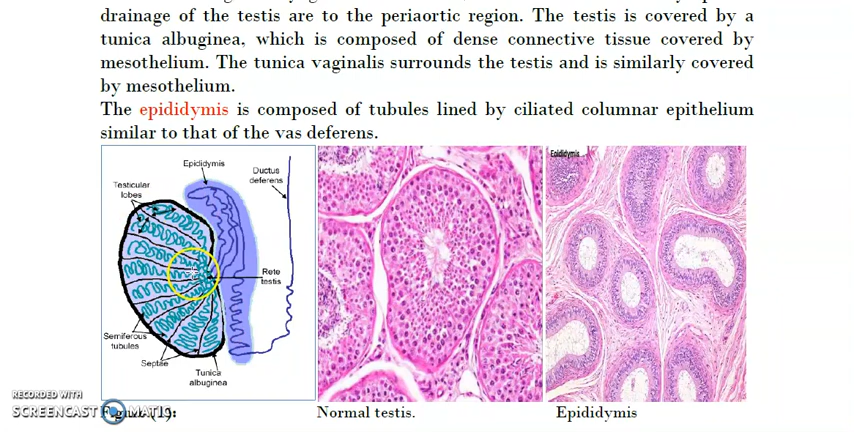 drainage of the testis are to the periaortic region. The testis is covered by a
tunica albuginea, which is composed of dense connective tissue covered by
mesothelium. The tunica vaginalis surrounds the testis and is similarly covered
by mesothelium.
The epididymis is composed of tubules lined by ciliated columnar epithelium
similar to that of the vas deferens.
Epididymis
Ductus
deferens
Testicular
lobes
Rete
testis
Semiferous
tubules
Septae
Tunica
albuginea
Epididymis
RECORDED WITH
SCREENCAST MATIC
(1):
Normal testis.
Epididymis